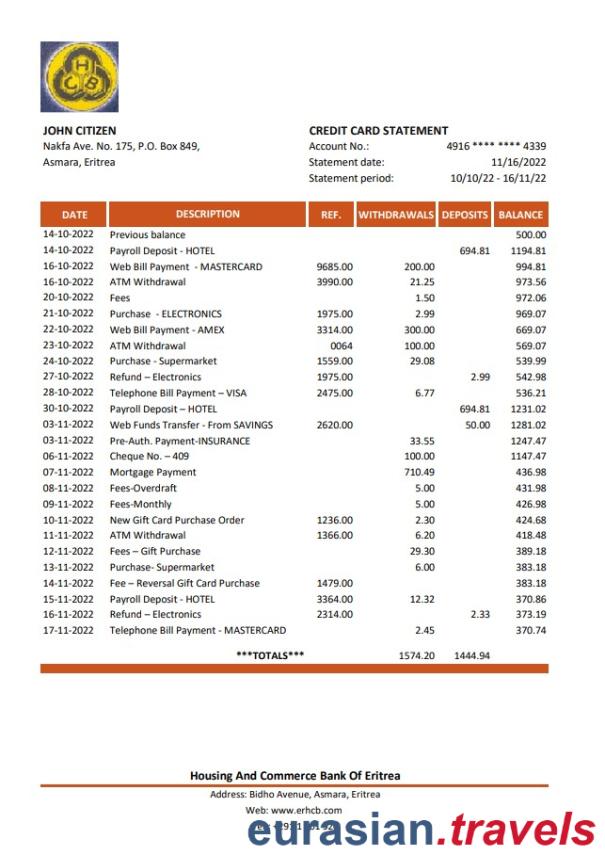 H
C B
JOHN CITIZEN
Nakfa Ave. No. 175, P.O. Box 849,
Asmara, Eritrea
CREDIT CARD STATEMENT
Account No.: 4916 **** **** 4339
Statement date: 11/16/2022
Statement period: 10/10/22 - 16/11/22
DATE DESCRIPTION REF. WITHDRAWALS DEPOSITS BALANCE
14-10-2022 Previous balance 500.00
14-10-2022 Payroll Deposit - HOTEL 694.81 1194.81
16-10-2022 Web Bill Payment - MASTERCARD 9685.00 200.00 994.81
16-10-2022 ATM Withdrawal 3990.00 21.25 973.56
20-10-2022 Fees 1.50 972.06
21-10-2022 Purchase - ELECTRONICS 1975.00 2.99 969.07
22-10-2022 Web Bill Payment - AMEX 3314.00 300.00 669.07
23-10-2022 ATM Withdrawal 0064 100.00 569.07
24-10-2022 Purchase - Supermarket 1559.00 29.08 539.99
27-10-2022 Refund – Electronics 1975.00 2.99 542.98
28-10-2022 Telephone Bill Payment – VISA 2475.00 6.77 536.21
30-10-2022 Payroll Deposit – HOTEL 694.81 1231.02
03-11-2022 Web Funds Transfer - From SAVINGS 2620.00 50.00 1281.02
03-11-2022 Pre-Auth. Payment-INSURANCE 33.55 1247.47
06-11-2022 Cheque No. – 409 100.00 1147.47
07-11-2022 Mortgage Payment 710.49 436.98
08-11-2022 Fees-Overdraft 5.00 431.98
09-11-2022 Fees-Monthly 5.00 426.98
10-11-2022 New Gift Card Purchase Order 1236.00 2.30 424.68
11-11-2022 ATM Withdrawal 1366.00 6.20 418.48
12-11-2022 Fees – Gift Purchase 29.30 389.18
13-11-2022 Purchase- Supermarket 6.00 383.18
14-11-2022 Fee – Reversal Gift Card Purchase 1479.00 383.18
15-11-2022 Payroll Deposit - HOTEL 3364.00 12.32 370.86
16-11-2022 Refund – Electronics 2314.00 2.33 373.19
17-11-2022 Telephone Bill Payment - MASTERCARD 2.45 370.74
***TOTALS*** 1574.20 1444.94
Housing And Commerce Bank Of Eritrea
Address: Bidho Avenue, Asmara, Eritrea
Web: www.erhcb.com
eurasian.travels